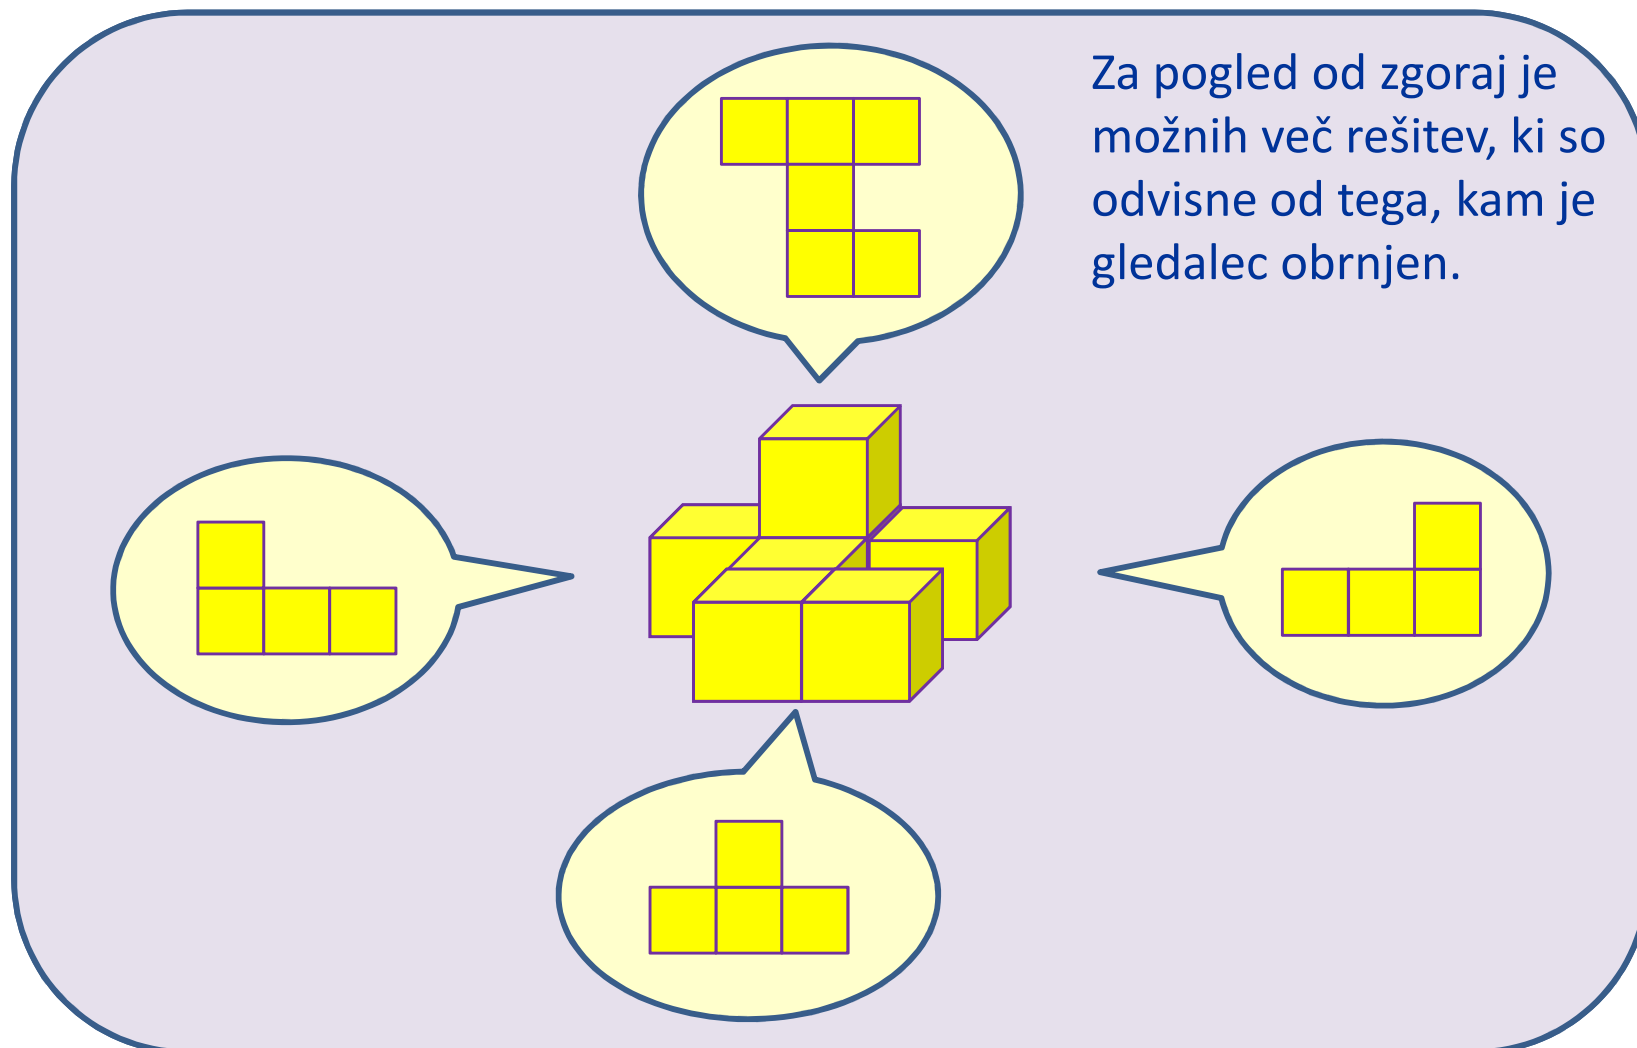 Za pogled od zgoraj je
možnih več rešitev, ki so
odvisne od tega, kam je
gledalec obrnjen.